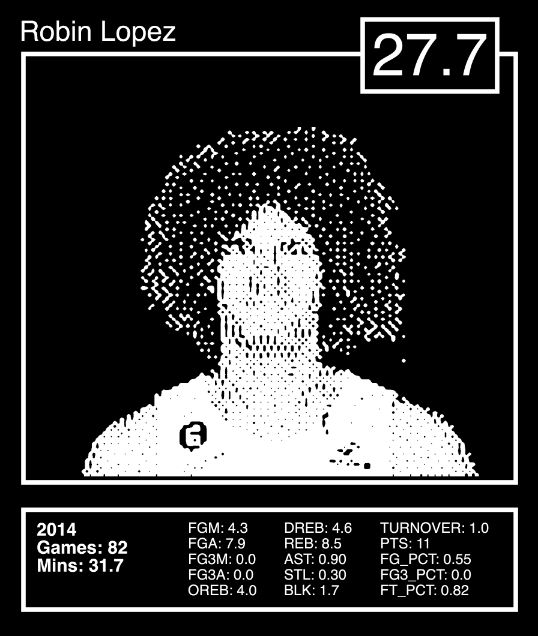 Robin Lopez
27.7
2014
Games: 82
Mins: 31.7
FGM: 4.3
FGA: 7.9
FG3M: 0.0
FG3A: 0.0
OREB: 4.0
DREB: 4.6
REB: 8.5
AST: 0.90
STL: 0.30
BLK: 1.7
TURNOVER: 1.0
PTS: 11
FG_PCT: 0.55
FG3_PCT: 0.0
FT_PCT: 0.82